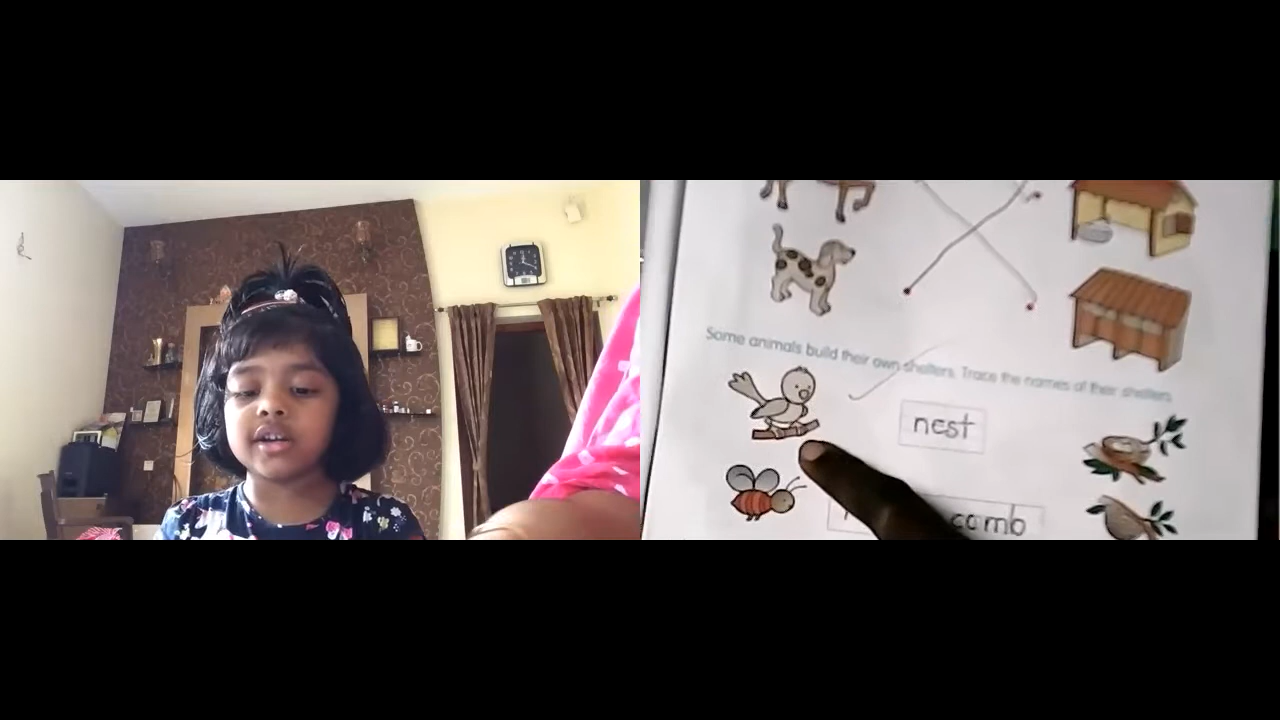 Some animals build their own shelters. Trace the names of their shelters.
nest
comb